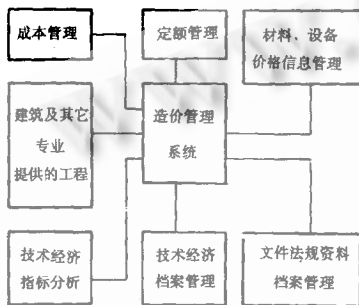 成本管理
定额管理
材料、设备
价格信息管理
建筑及其它
专业
提供的工程
造价管理
系统
技术经济
指标分析
技术经济
档案管理
文件法规资料
档案管理